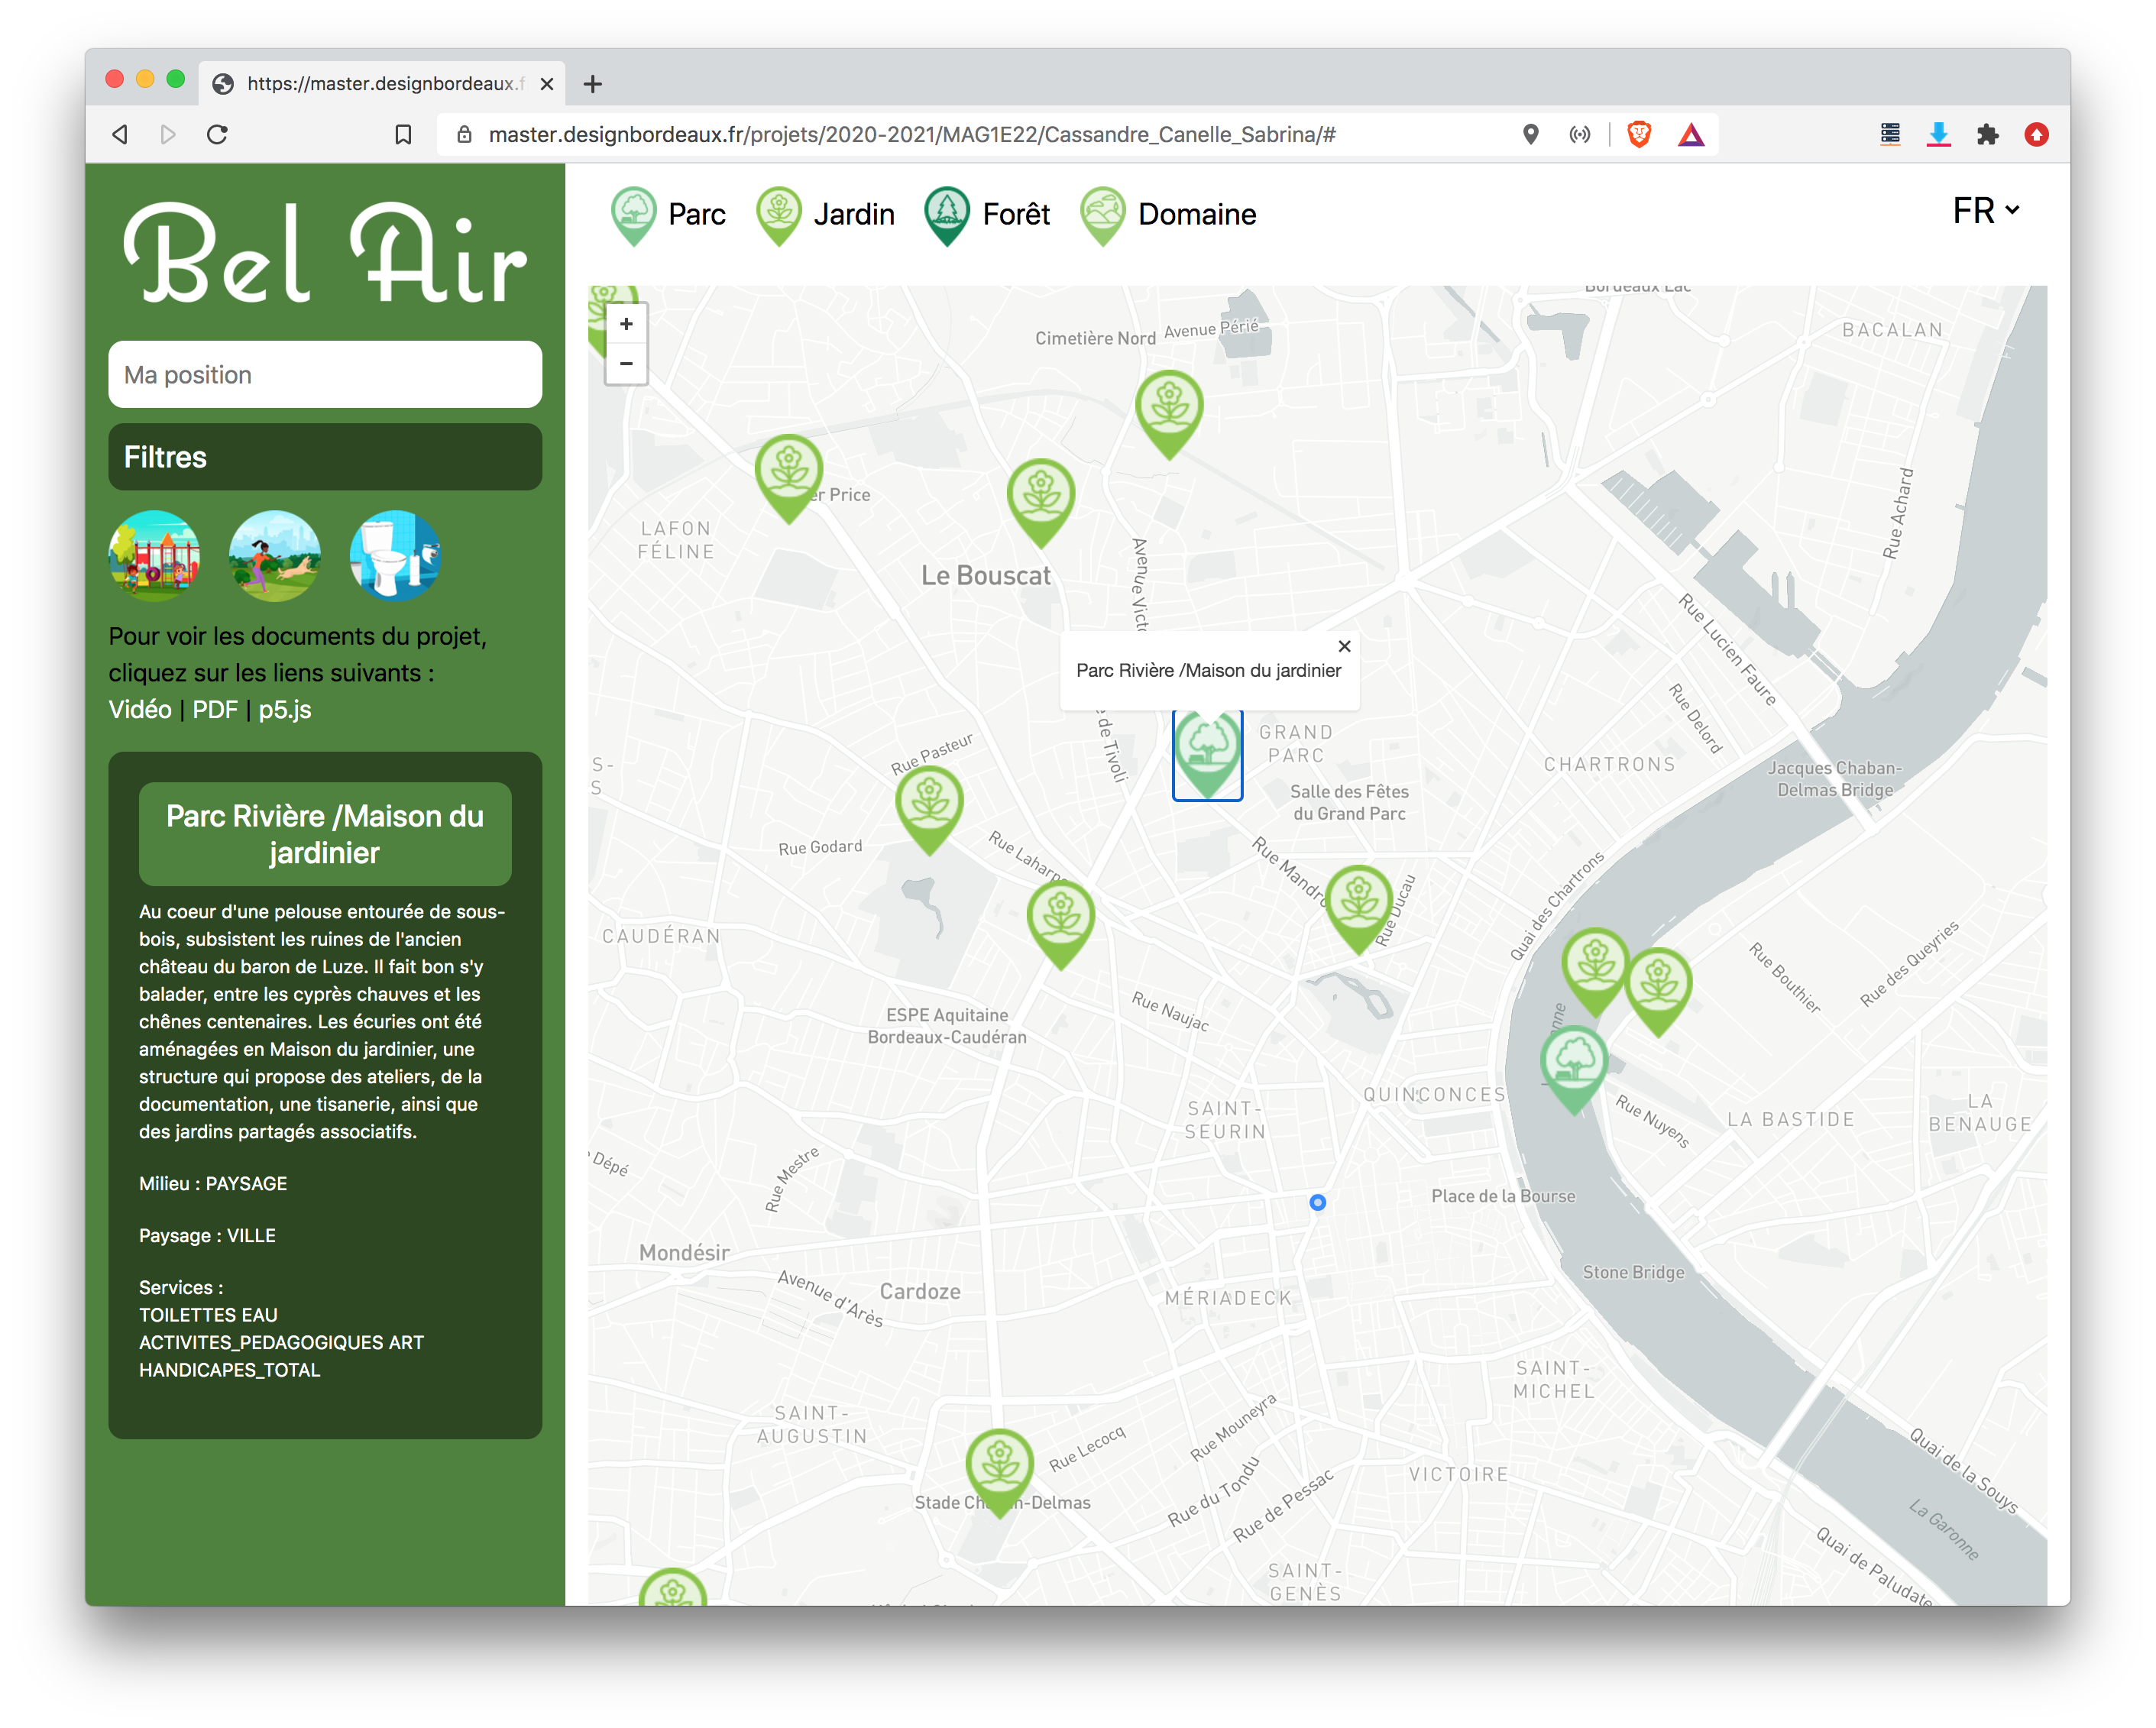 https://master.designbordeaux.f
master.designbordeaux.fr/projets/2020-2021/MAG1E22/Cassandre_Canelle_Sabrina/#
Bel Air
Ma position
Filtres
Pour voir les documents du projet,
cliquez sur les liens suivants :
Vidéo | PDF | p5.js
Parc Rivière /Maison du
jardinier
Au coeur d'une pelouse entourée de sous-
bois, subsistent les ruines de l'ancien
château du baron de Luze. Il fait bon s'y
balader, entre les cyprès chauves et les
chênes centenaires. Les écuries ont été
aménagées en Maison du jardinier, une
structure qui propose des ateliers, de la
documentation, une tisanerie, ainsi que
des jardins partagés associatifs.
Milieu : PAYSAGE
Paysage : VILLE
Services :
TOILETTES EAU
ACTIVITES_PEDAGOGIQUES ART
HANDICAPES_TOTAL
Parc
Jardin
Forêt
Domaine
FR
+
−
Bordeaux Lac
Cimetière Nord
Avenue Périé
BACALAN
er Price
LAFON
FÉLINE
Le Bouscat
Avenue Victo
Rue Achard
Rue Lucien Faure
Parc Rivière /Maison du jardinier
Rue Delord
e de Tivoli
GRAND
PARC
Rue Pasteur
CHARTRONS
Jacques Chaban-
Delmas Bridge
S-
S
Salle des Fêtes
du Grand Parc
Rue Godard
Rue Laharpe
Rue Mandro
Rue Ducau
Quai des Chartrons
CAUDÉRAN
Rue Bouthier
Rue des Queyries
ESPE Aquitaine
Bordeaux-Caudéran
Rue Naujac
onne
QUINCONCES
SAINT-
SEURIN
Rue Nuyens
LA BASTIDE
LA
BENAUGE
Dépé
Rue Mestre
Place de la Bourse
Mondésir
Avenue d'Arès
Cardoze
MÉRIADECK
Stone Bridge
SAINT-
MICHEL
SAINT-
AUGUSTIN
Rue Lecocq
Rue Mouneyra
Rue du Tondu
Rue de Pessac
VICTOIRE
Stade Ch n-Delmas
Quai de la Souys
La Garonne
Quai de Paludate
SAINT-
GENÈS